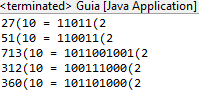 <terminated> Guia [Java Application]
27(10 = 11011(2
51(10 = 110011(2
713(10 = 1011001001(2
312(10 = 100111000(2
360(10 = 101101000(2